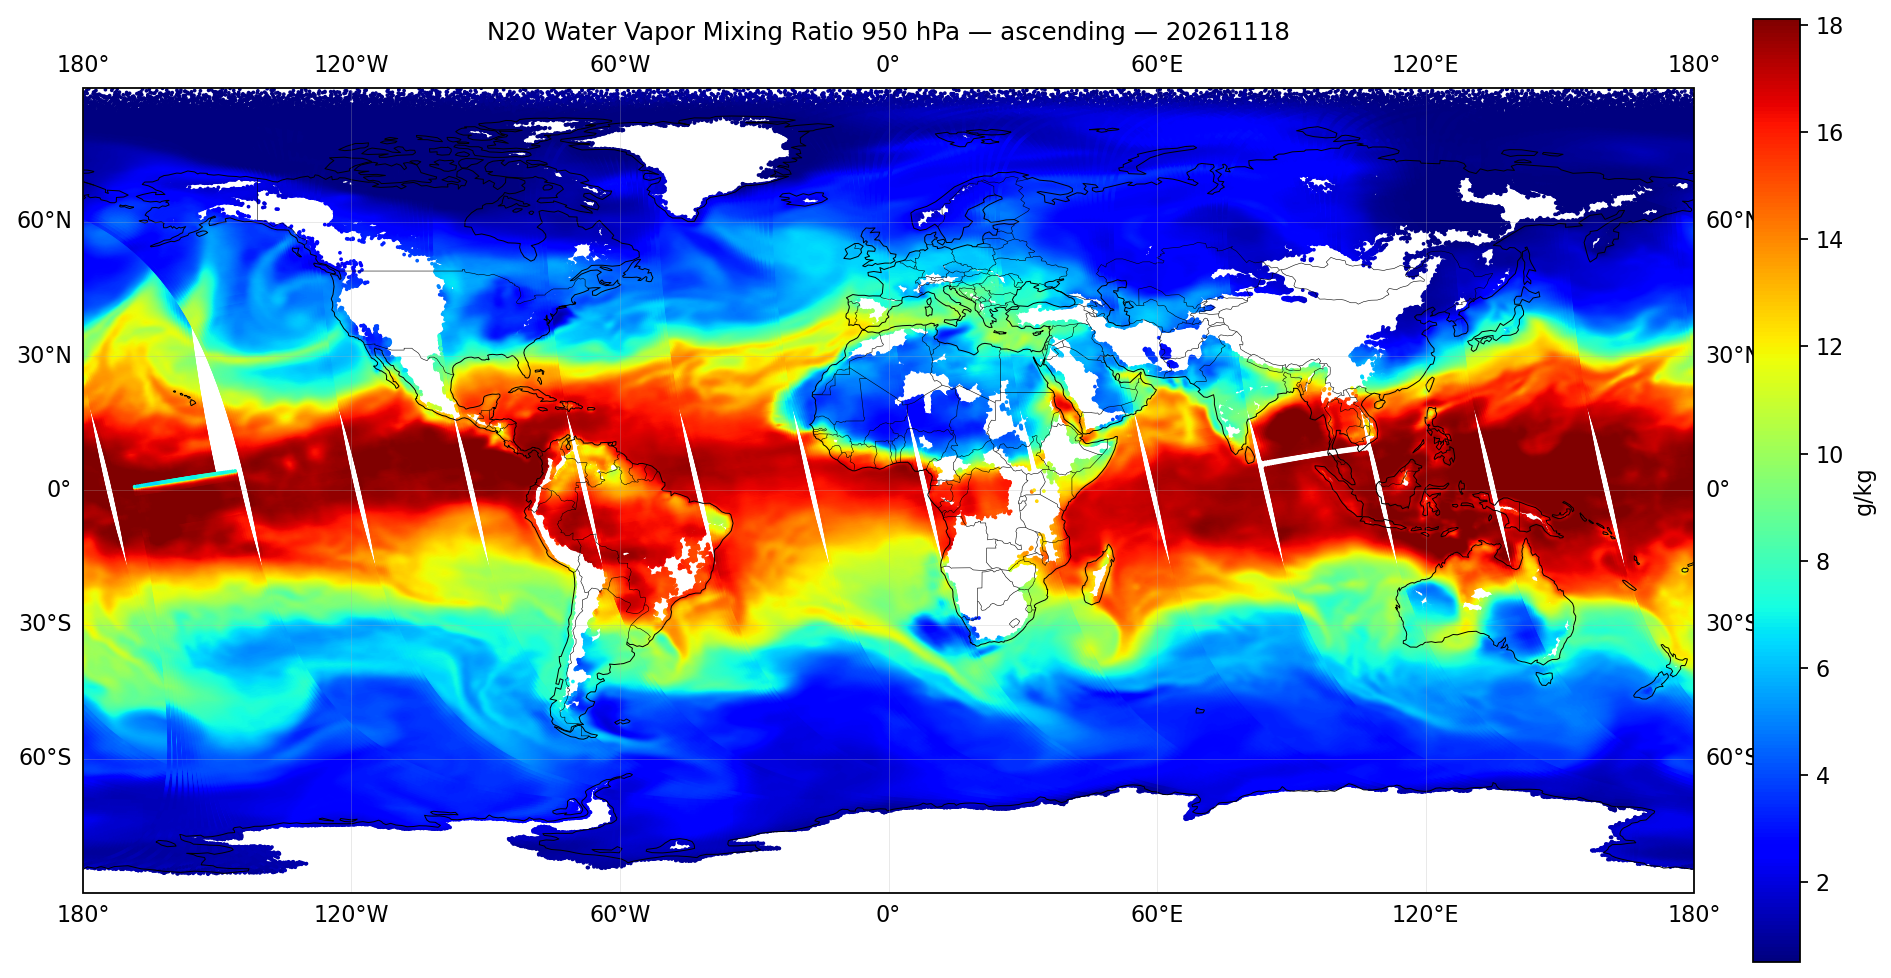 N20 Water Vapor Mixing Ratio 950 hPa — ascending — 20261118
180° 120°W 60°W 0° 60°E 120°E 180°
60°N 60°N
30°N 30°N
0° 0°
30°S 30°S
60°S 60°S
180° 120°W 60°W 0° 60°E 120°E 180°
18
16
14
12
10
8
6
4
2
g/kg